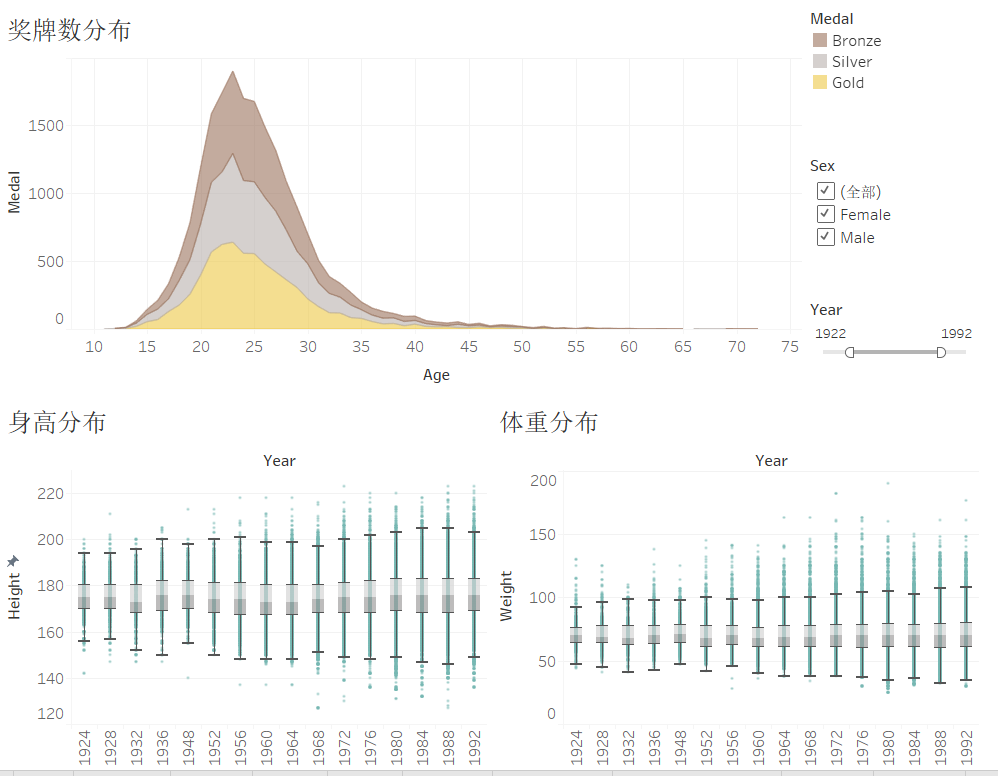 奖牌数分布
Medal
Bronze
Silver
Gold
1500
1000
500
0
Medal
10 15 20 25 30 35 40 45 50 55 60 65 70 75
Age
Sex
(全部)
Female
Male
Year
1922 1992
身高分布
Year
220
200
180
160
140
120
Height
1924 1928 1932 1936 1948 1952 1956 1960 1964 1968 1972 1976 1980 1984 1988 1992
体重分布
Year
200
150
100
50
0
Weight
1924 1928 1932 1936 1948 1952 1956 1960 1964 1968 1972 1976 1980 1984 1988 1992